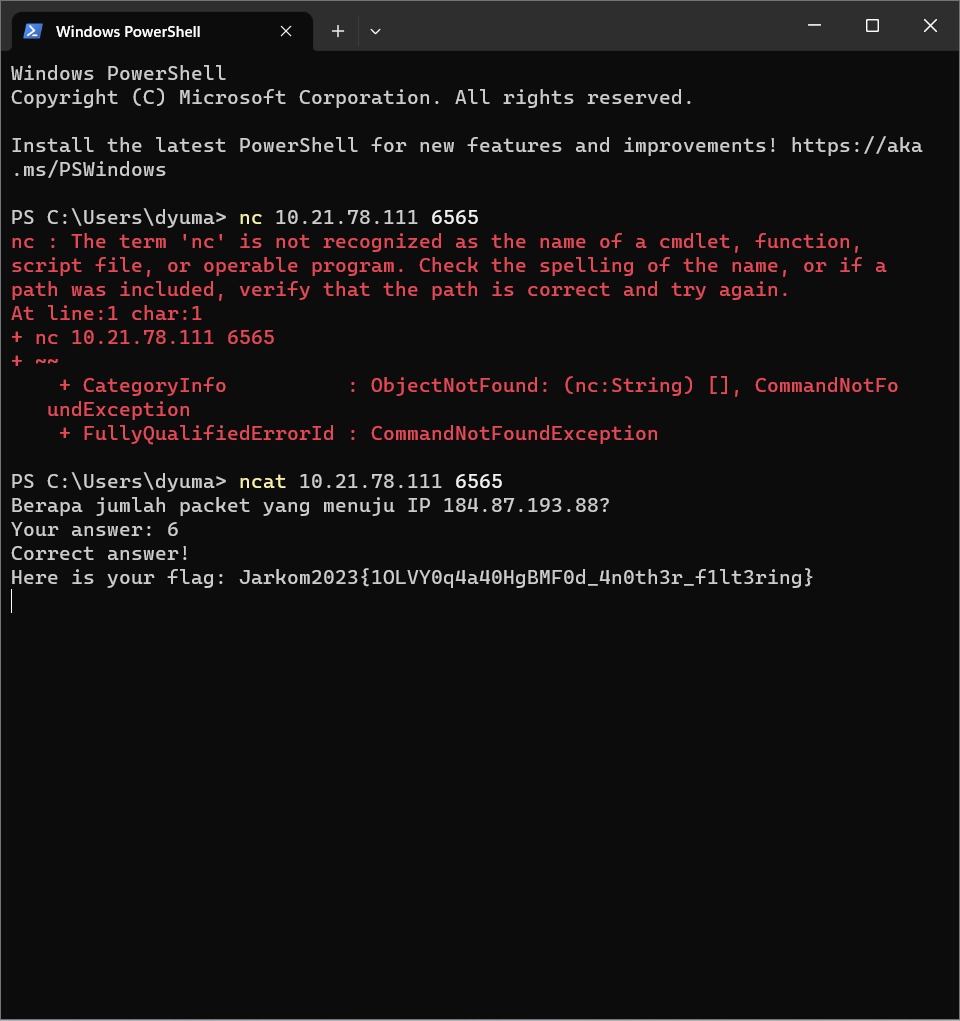 Windows PowerShell
Windows PowerShell
Copyright (C) Microsoft Corporation. All rights reserved.
Install the latest PowerShell for new features and improvements! https://aka
.ms/PSWindows
PS C:\Users\dyuma> nc 10.21.78.111 6565
nc : The term 'nc' is not recognized as the name of a cmdlet, function,
script file, or operable program. Check the spelling of the name, or if a
path was included, verify that the path is correct and try again.
At line:1 char:1
+ nc 10.21.78.111 6565
+ ~~
    + CategoryInfo          : ObjectNotFound: (nc:String) [], CommandNotFo
   undException
    + FullyQualifiedErrorId : CommandNotFoundException
PS C:\Users\dyuma> ncat 10.21.78.111 6565
Berapa jumlah packet yang menuju IP 184.87.193.88?
Your answer: 6
Correct answer!
Here is your flag: Jarkom2023{1OLVY0q4a40HgBMF0d_4n0th3r_f1lt3ring}